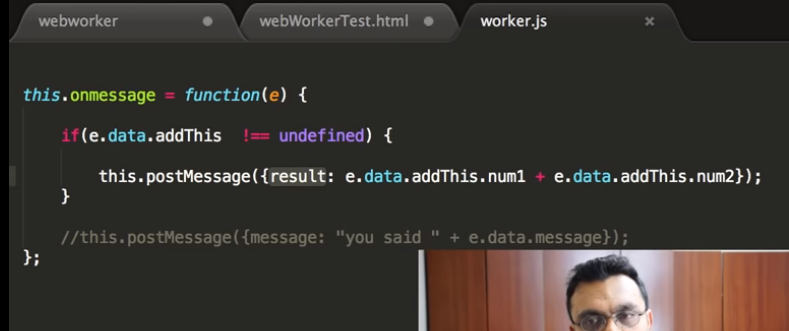 webworker webWorkerTest.html worker.js
this.onmessage = function(e) {
if(e.data.addThis !== undefined) {
this.postMessage({result: e.data.addThis.num1 + e.data.addThis.num2});
}
//this.postMessage({message: "you said " + e.data.message});
};